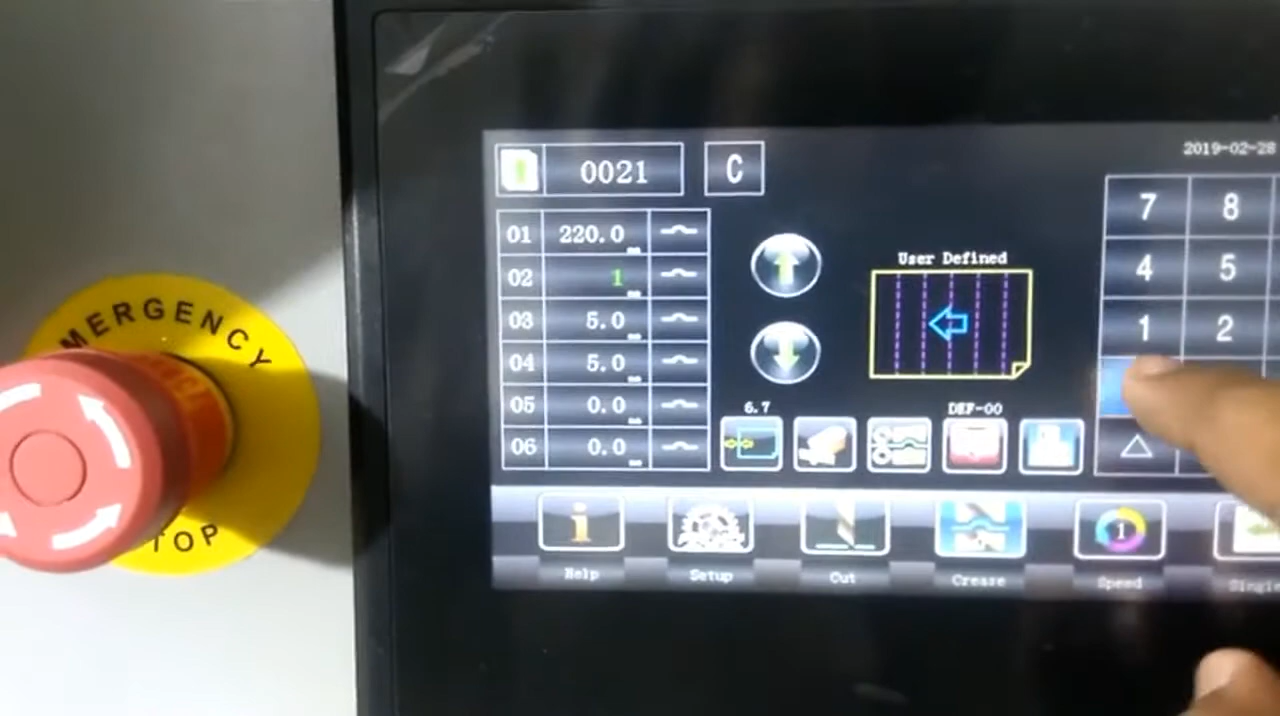 2019-02-28
0021
C
01 220.0
02 1
03 5.0
04 5.0
05 0.0
06 0.0
User Defined
6.7
DEF-00
7 8
4 5
1 2
Help
Setup
Cut
Crease
1
Speed
Single
MERGENCY
TOP